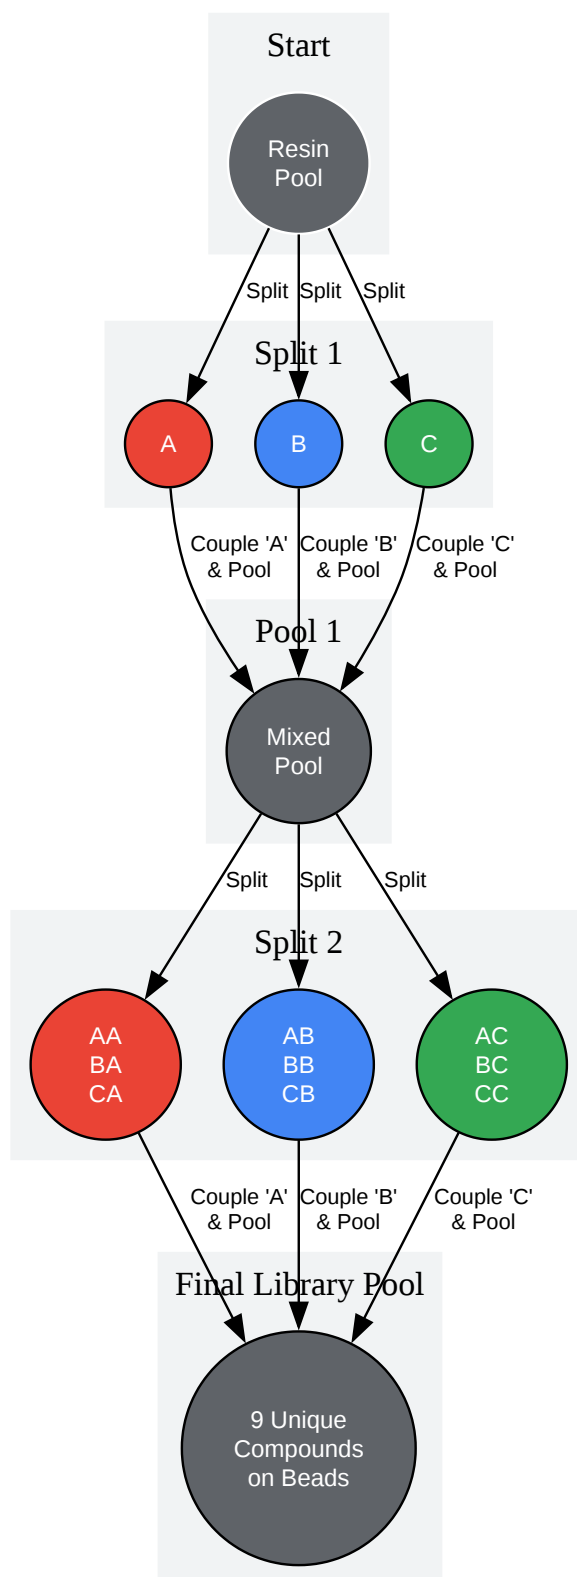 Start
Resin
Pool
Split
Split
Split
Split 1
A
B
C
Couple 'A'
& Pool
Couple 'B'
& Pool
Couple 'C'
& Pool
Pool 1
Mixed
Pool
Split
Split
Split
Split 2
AA
BA
CA
AB
BB
CB
AC
BC
CC
Couple 'A'
& Pool
Couple 'B'
& Pool
Couple 'C'
& Pool
Final Library Pool
9 Unique
Compounds
on Beads